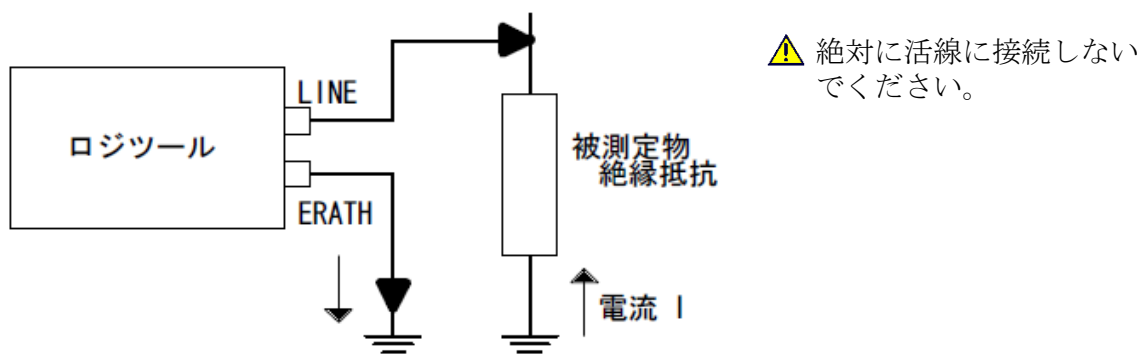 LINE
ロジツール
ERATH
被測定物
絶縁抵抗
電流 I
絶対に活線に接続しない
でください。